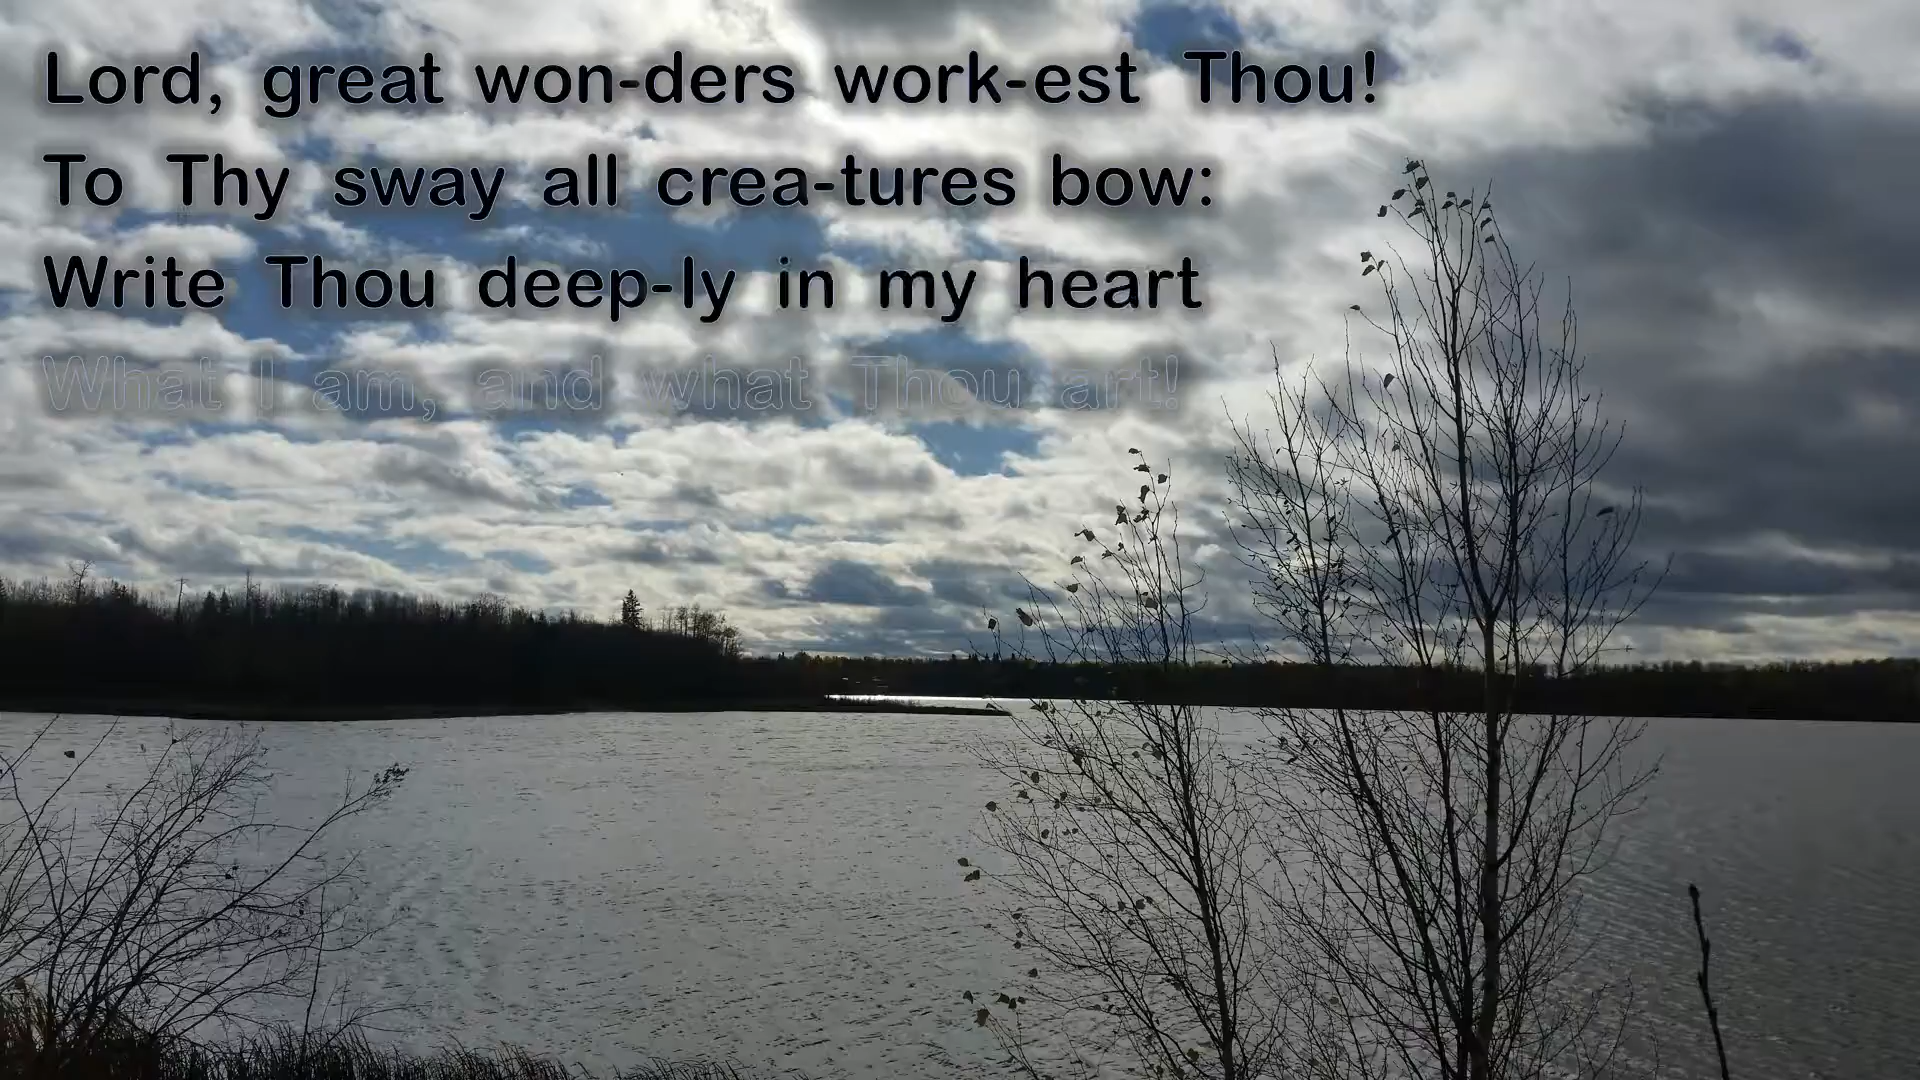 Lord, great won-ders work-est Thou!
To Thy sway all crea-tures bow:
Write Thou deep-ly in my heart
What I am, and what Thou art!